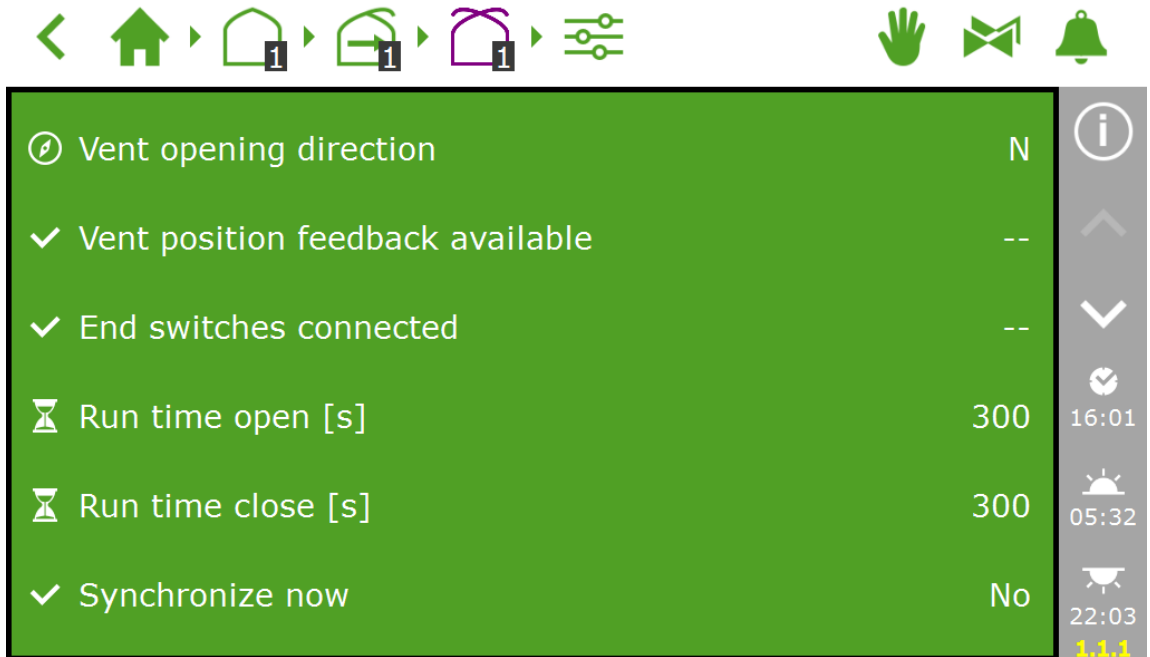 1 1 1
Vent opening direction N
Vent position feedback available --
End switches connected --
Run time open [s] 300
16:01
Run time close [s] 300
05:32
Synchronize now No
22:03
1.1.1